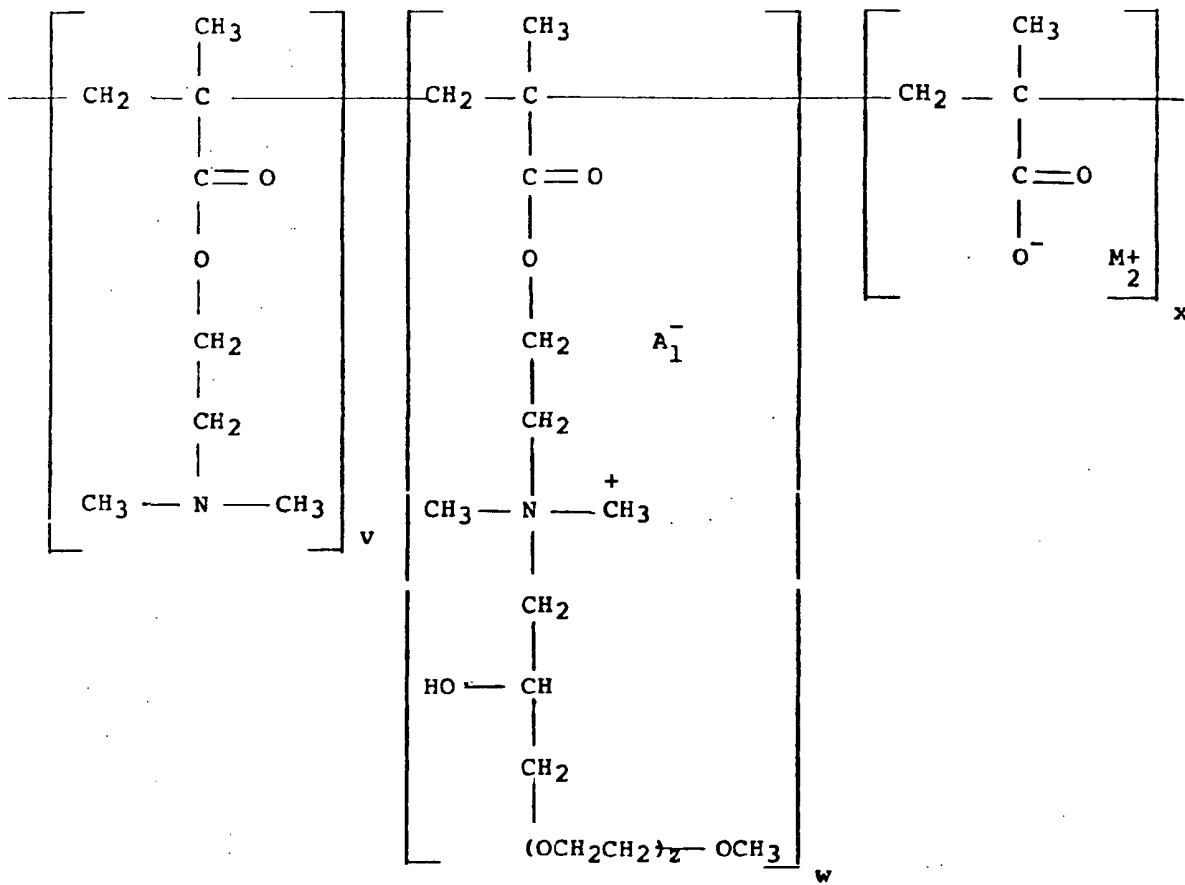 CH3 CH3 CH3
CH2 — C — CH2 — C — CH2 — C
C=O C=O C=O
O O O- M2+
x
CH2 CH2 A1-
CH2 CH2
+
CH3 — N — CH3 CH3 — N — CH3
v
CH2
HO — CH
CH2
(OCH2CH2)z — OCH3
w